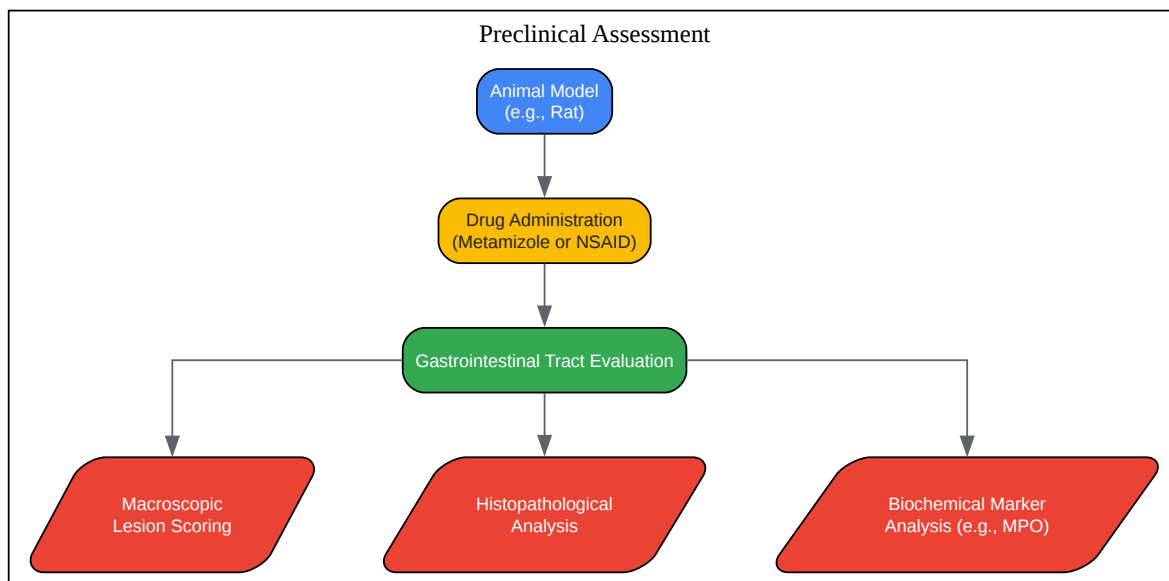 Preclinical Assessment
Animal Model
(e.g., Rat)
Drug Administration
(Metamizole or NSAID)
Gastrointestinal Tract Evaluation
Macroscopic
Lesion Scoring
Histopathological
Analysis
Biochemical Marker
Analysis (e.g., MPO)